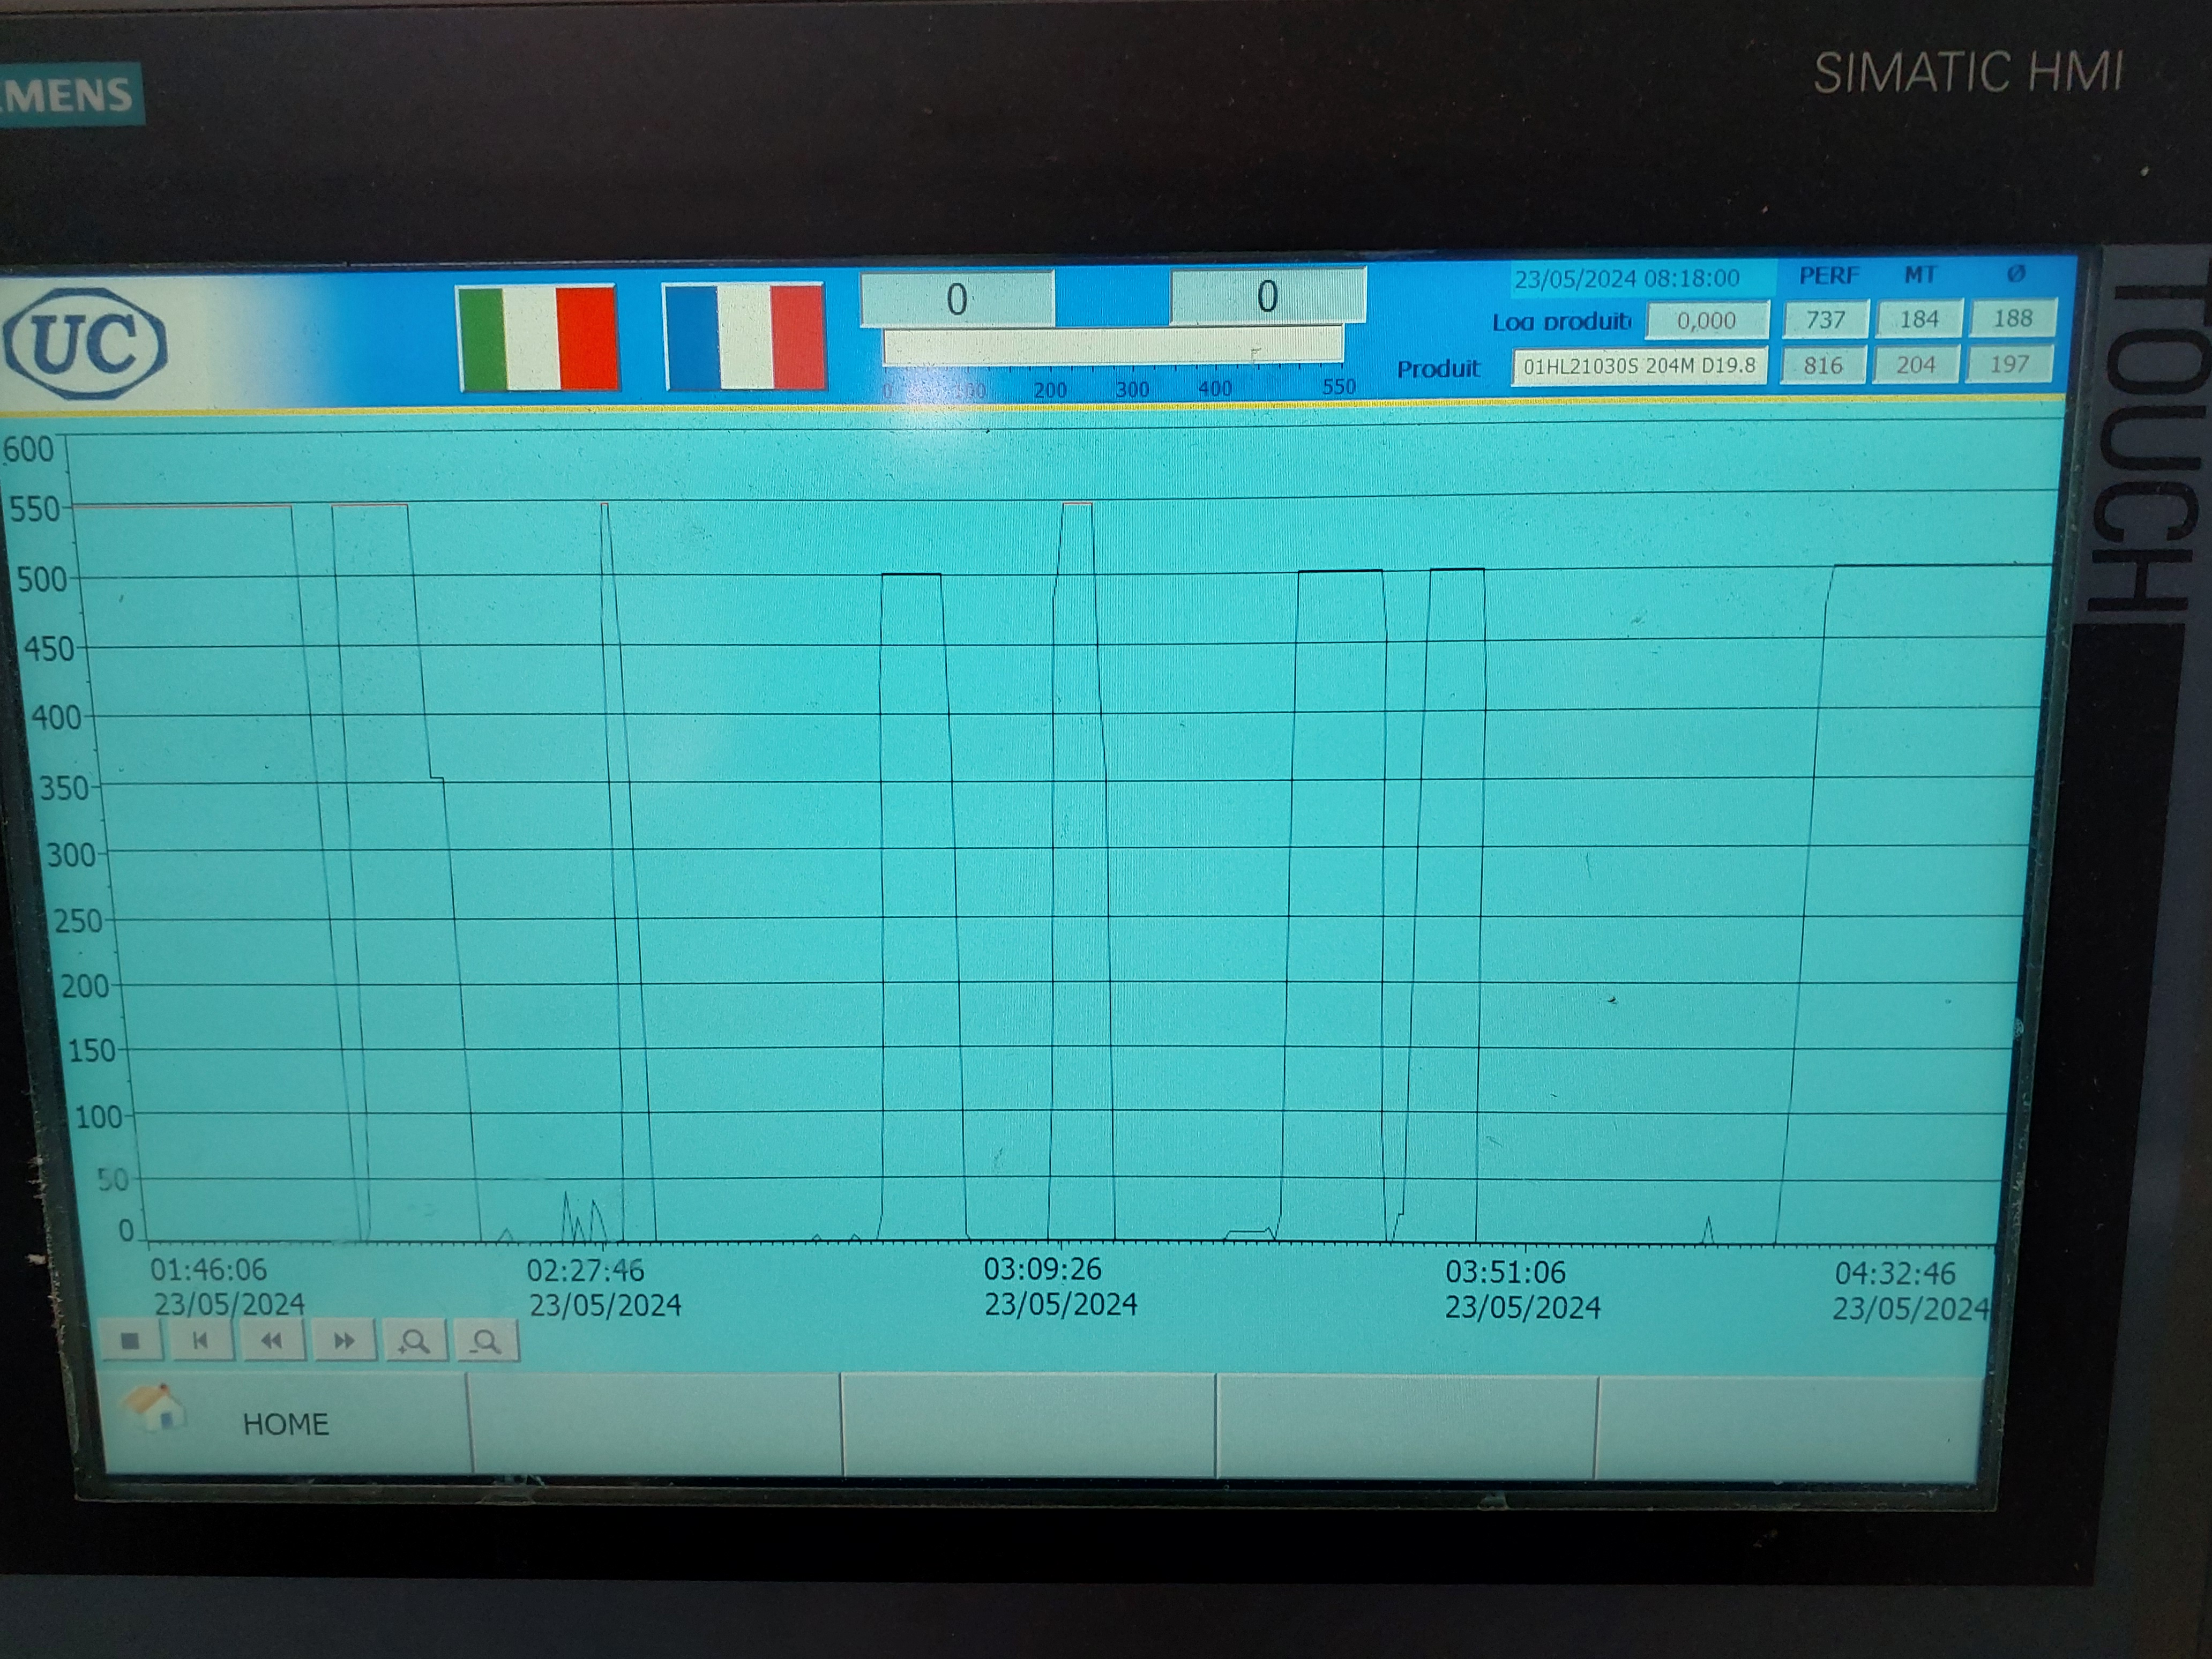 EMENS
SIMATIC HMI
TOUCH
UC
0
0
23/05/2024 08:18:00
PERF
MT
Ø
Log produit
0,000
737
184
188
Produit
01HL21030S 204M D19.8
816
204
197
0 100 200 300 400 550
600
550
500
450
400
350
300
250
200
150
100
50
0
01:46:06
23/05/2024
02:27:46
23/05/2024
03:09:26
23/05/2024
03:51:06
23/05/2024
04:32:46
23/05/2024
HOME